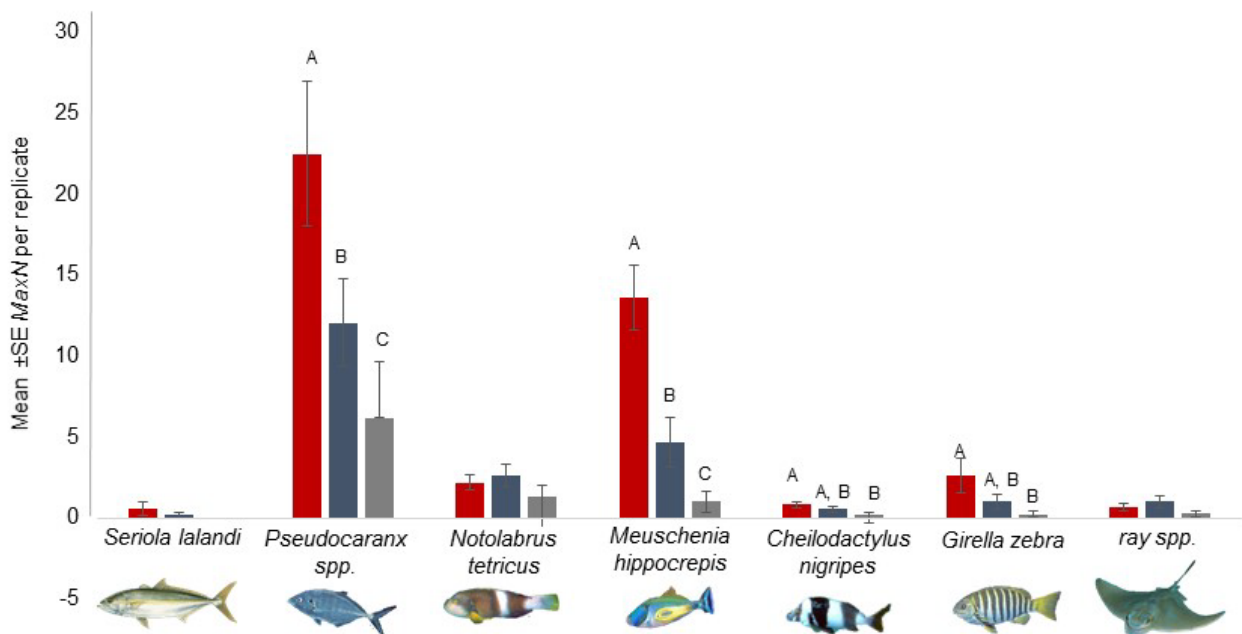 30
25
20
15
10
5
0
-5
Mean ±SE MaxN per replicate
A
B
C
A
B
C
A
A, B
B
A
A, B
B
Seriola lalandi
Pseudocaranx
spp.
Notolabrus
tetricus
Meuschenia
hippocrepis
Cheilodactylus
nigripes
Girella zebra
ray spp.